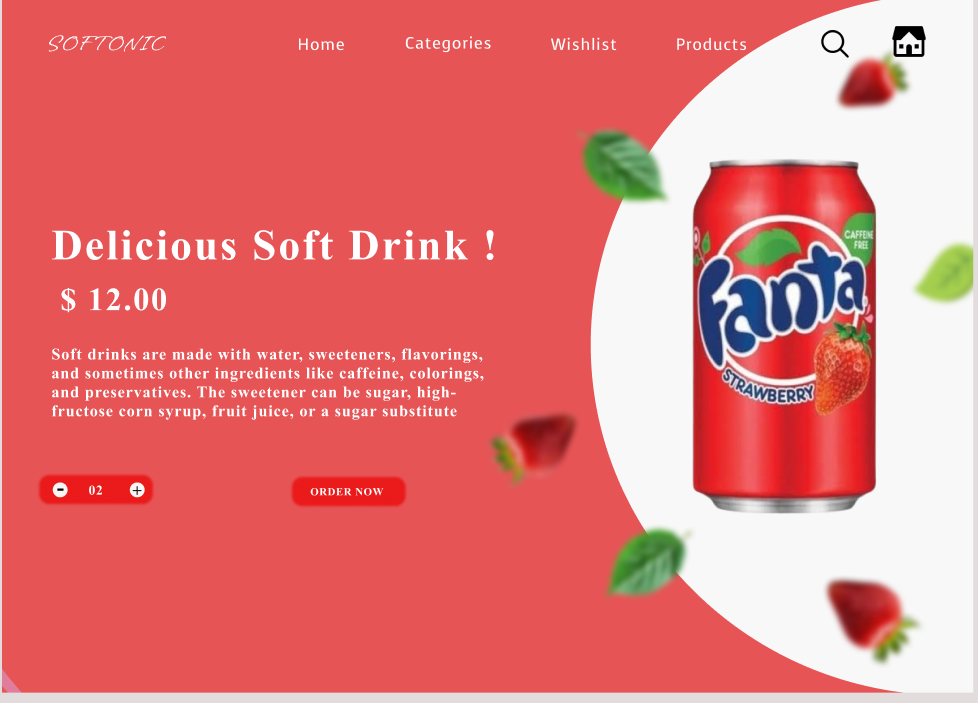 SOFTONIC
Home
Categories
Wishlist
Products
Delicious Soft Drink !
$ 12.00
Soft drinks are made with water, sweeteners, flavorings,
and sometimes other ingredients like caffeine, colorings,
and preservatives. The sweetener can be sugar, high-
fructose corn syrup, fruit juice, or a sugar substitute
02
ORDER NOW
CAFFEINE
FREE
Fanta
STRAWBERRY